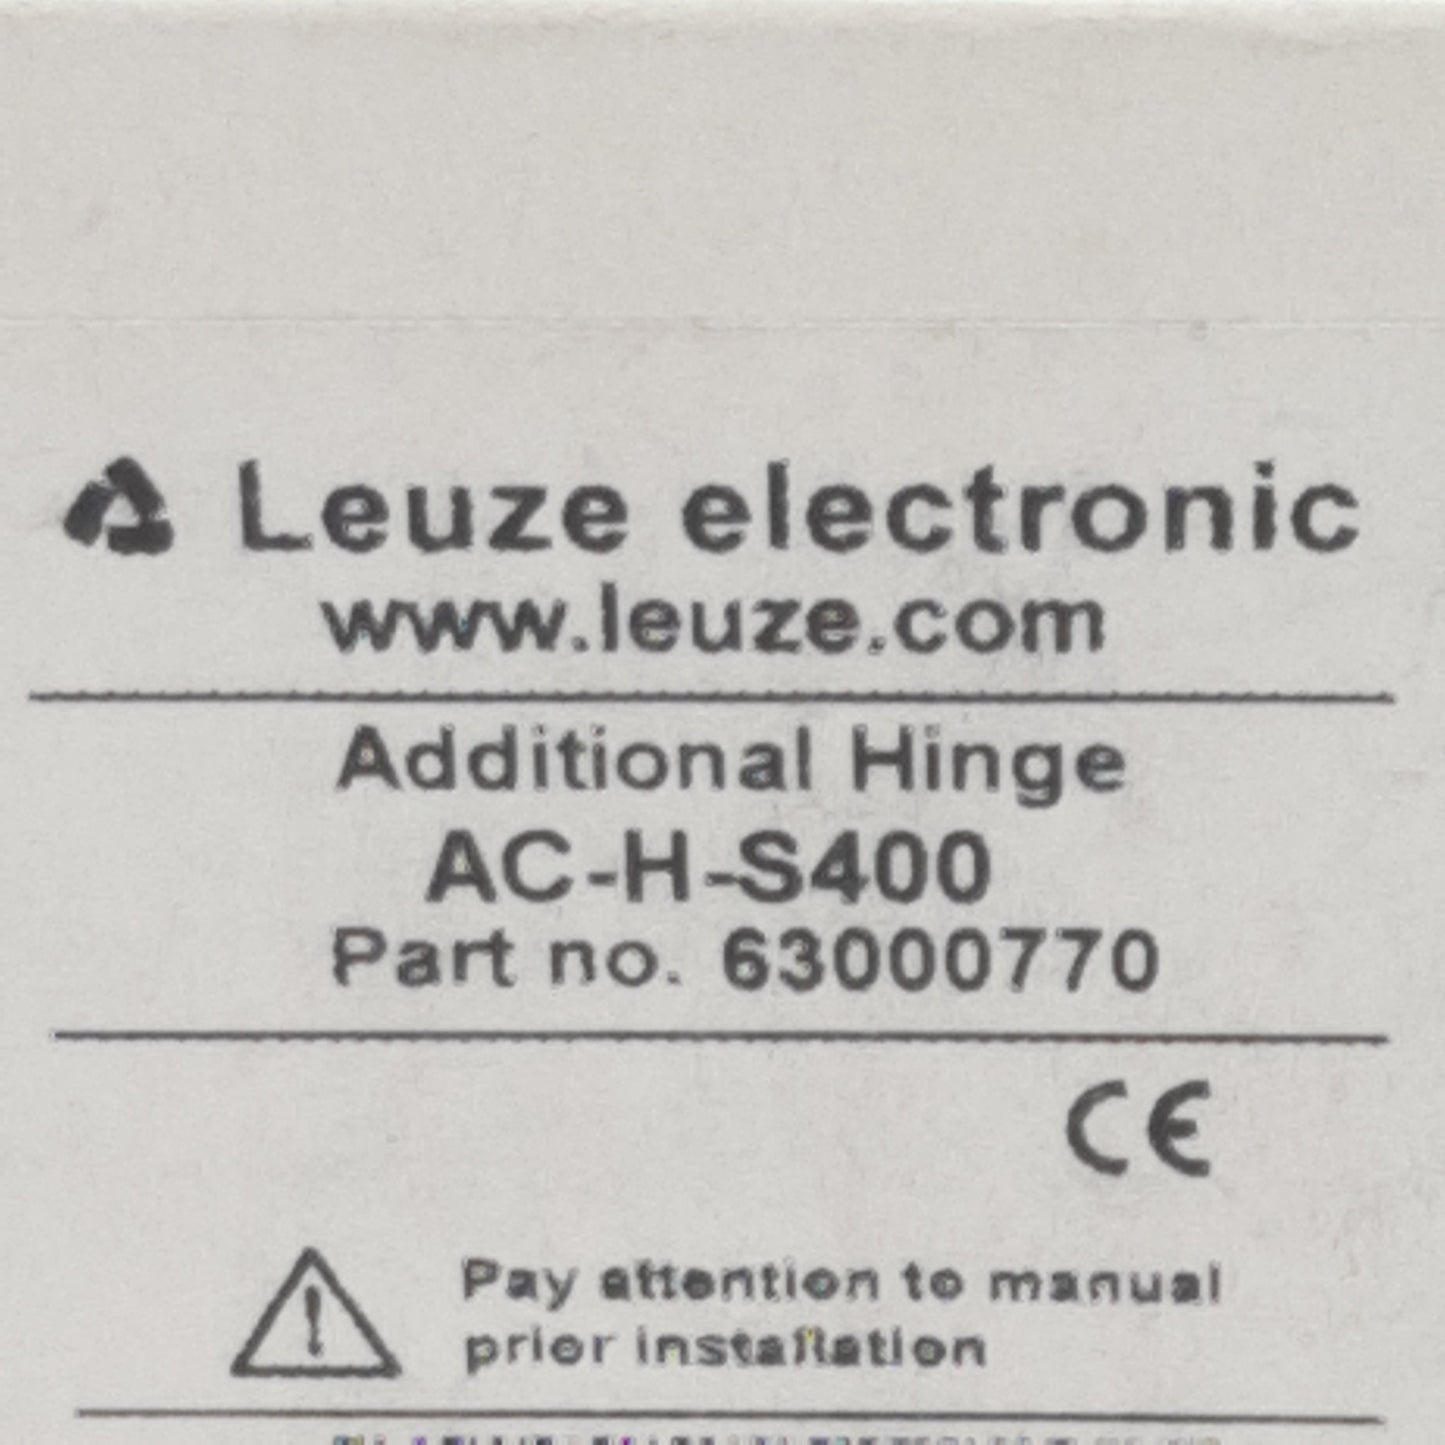 Leuze electronic
www.leuze.com
Additional Hinge
AC-H-S400
Part no. 63000770
CE
Pay attention to manual
prior installation